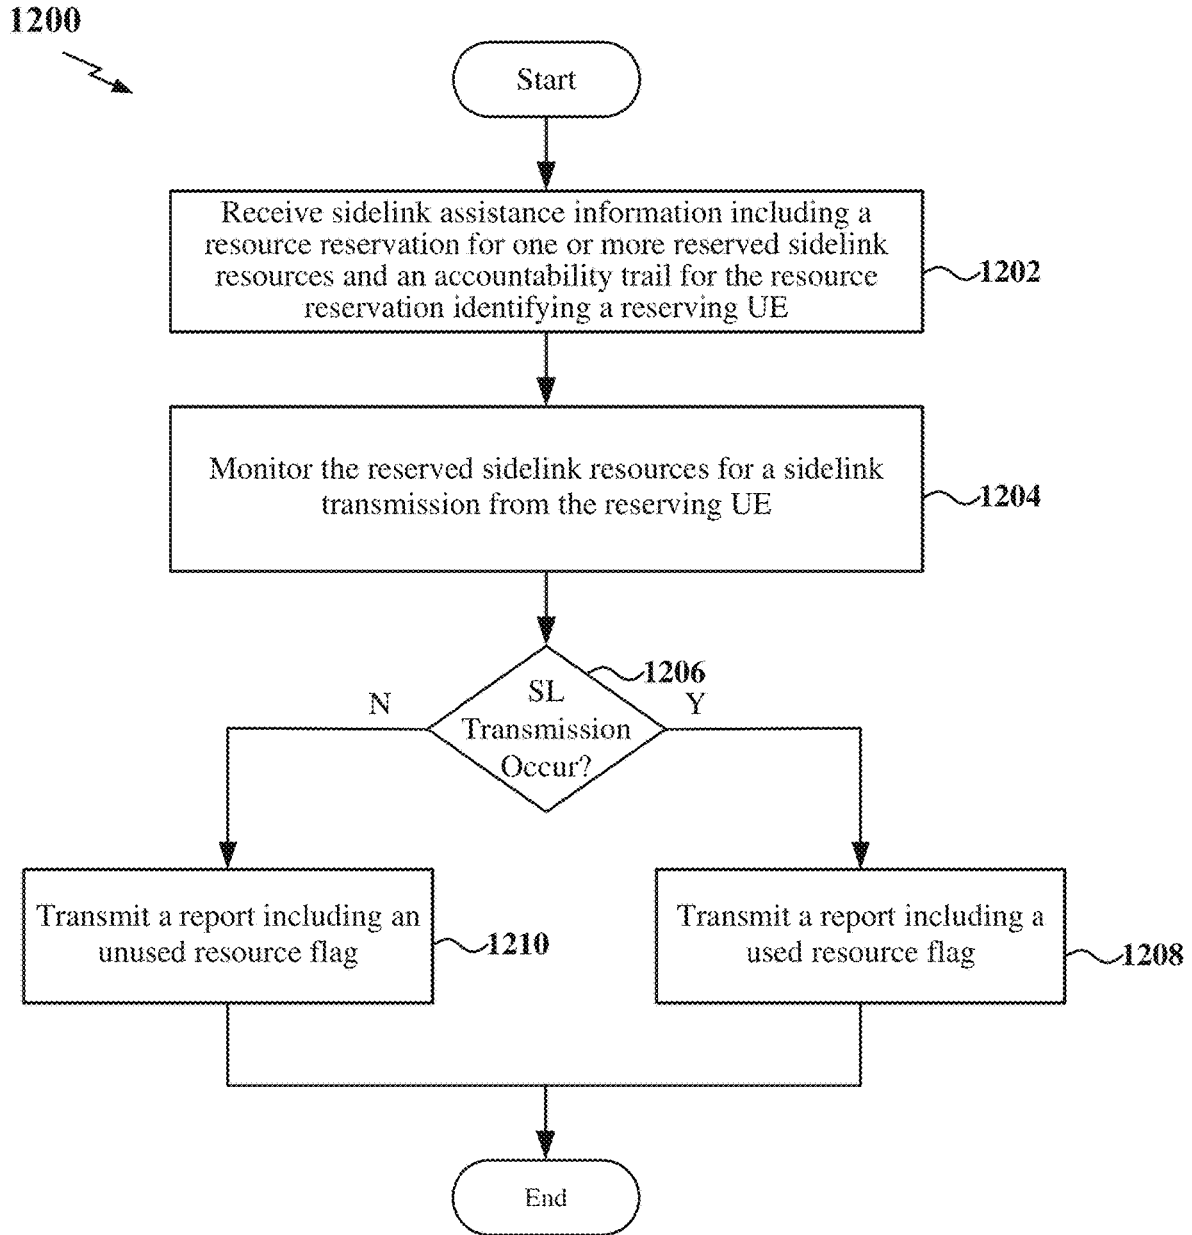 1200
Start
Receive sidelink assistance information including a
resource reservation for one or more reserved sidelink
resources and an accountability trail for the resource
reservation identifying a reserving UE
1202
Monitor the reserved sidelink resources for a sidelink
transmission from the reserving UE
1204
1206
N
SL
Y
Transmission
Occur?
Transmit a report including an
unused resource flag
1210
Transmit a report including a
used resource flag
1208
End